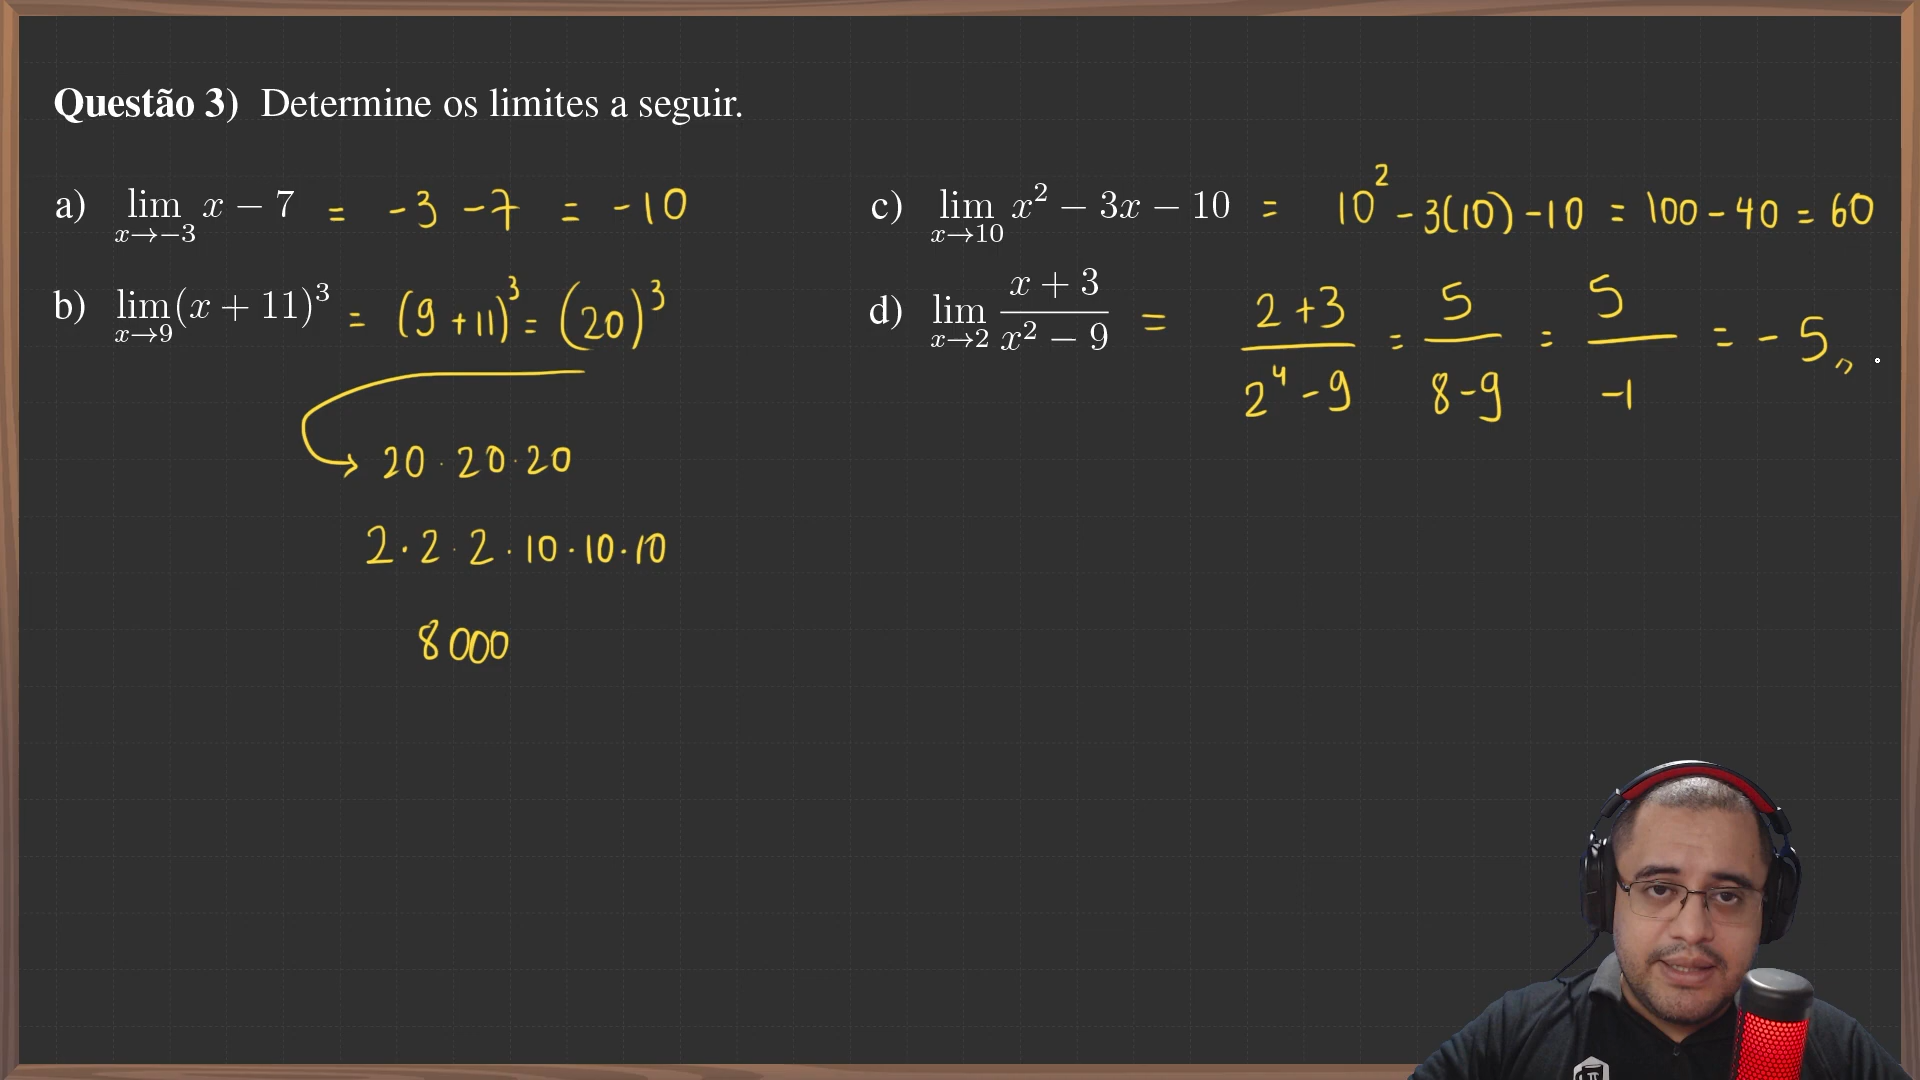 Questão 3) Determine os limites a seguir.
a) lim x→−3 x − 7 = -3 -7 = -10
b) lim x→9 (x + 11)³ = (9 + 11)³ = (20)³
20 · 20 · 20
2 · 2 · 2 · 10 · 10 · 10
8000
c) lim x→10 x² − 3x − 10 = 10² - 3(10) - 10 = 100 - 40 = 60
d) lim x→2 (x + 3)/(x² − 9) = (2 + 3)/(2⁴ - 9) = 5/(8 - 9) = 5/-1 = -5